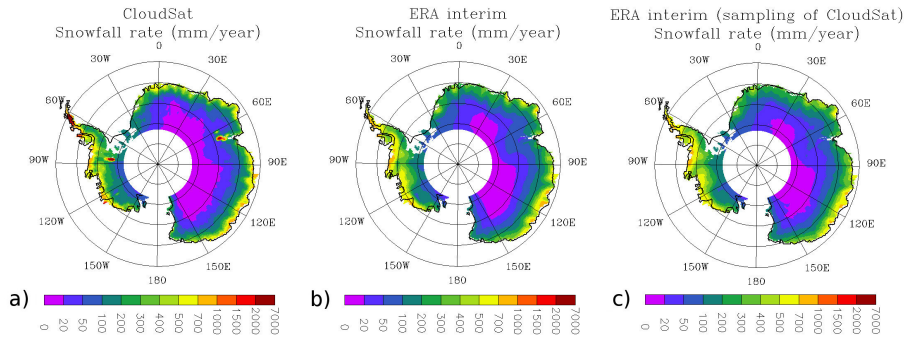 CloudSat
Snowfall rate (mm/year)
0
30W
30E
60W
60E
90W
90E
120W
120E
150W
150E
180
a)
0
20
50
100
200
300
400
500
700
1000
1500
2000
7000
ERA interim
Snowfall rate (mm/year)
0
30W
30E
60W
60E
90W
90E
120W
120E
150W
150E
180
b)
0
20
50
100
200
300
400
500
700
1000
1500
2000
7000
ERA interim (sampling of CloudSat)
Snowfall rate (mm/year)
0
30W
30E
60W
60E
90W
90E
120W
120E
150W
150E
180
c)
0
20
50
100
200
300
400
500
700
1000
1500
2000
7000